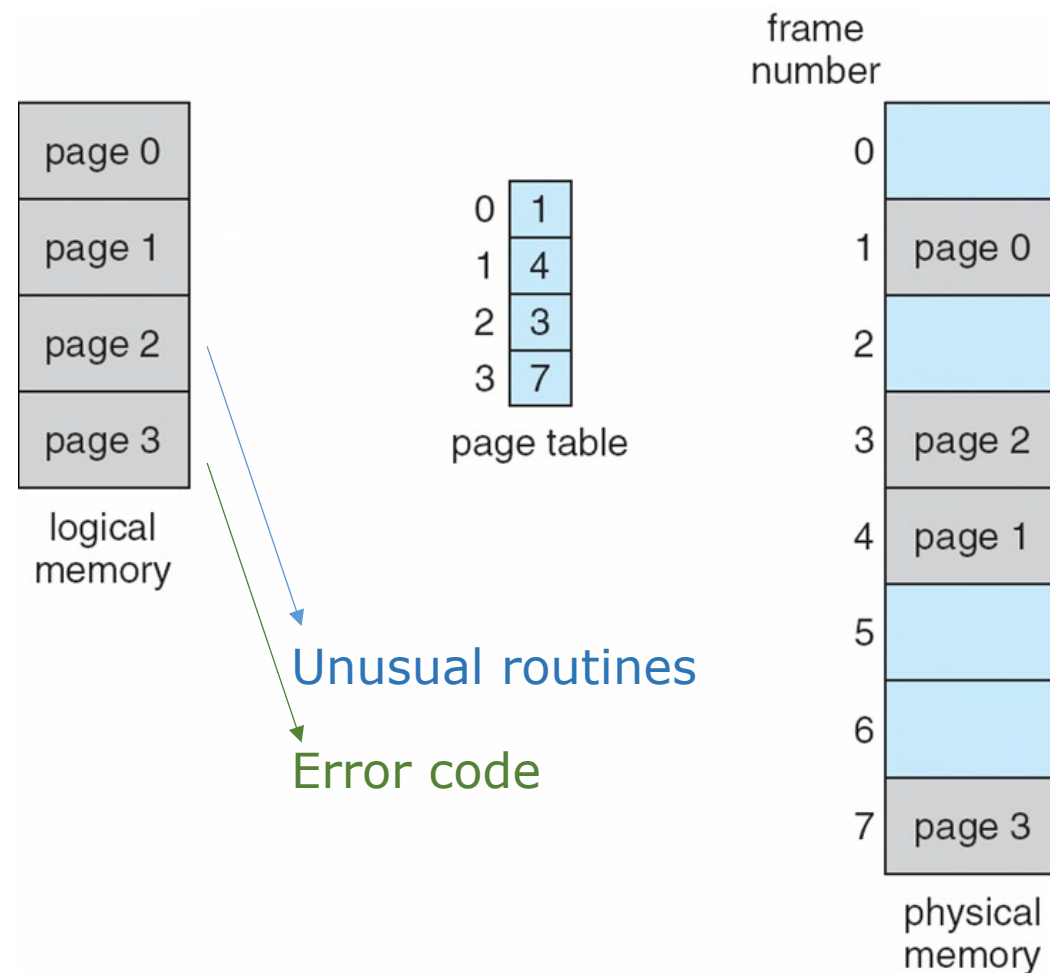 page 0
page 1
page 2
page 3
logical
memory
0 1
1 4
2 3
3 7
page table
Unusual routines
Error code
frame
number
0
1 page 0
2
3 page 2
4 page 1
5
6
7 page 3
physical
memory